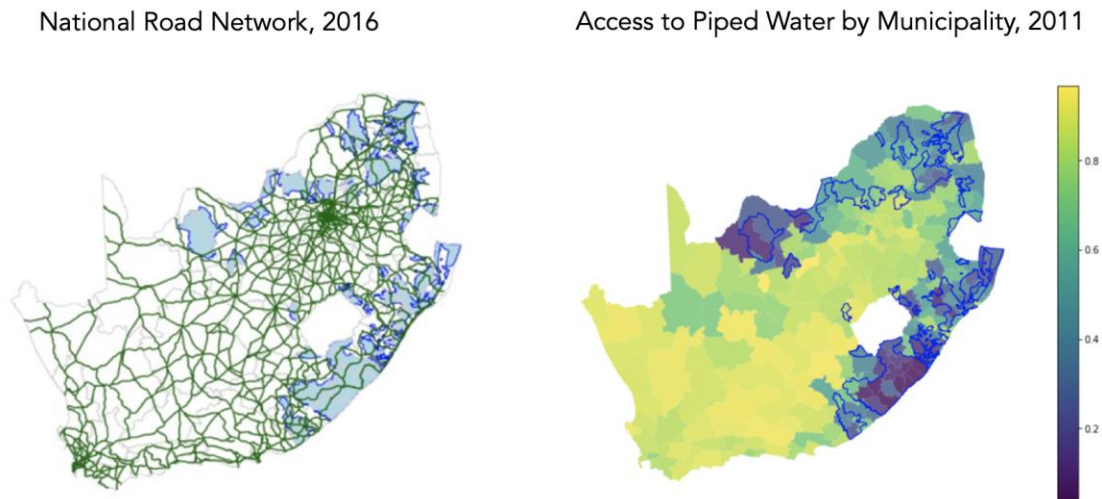 National Road Network, 2016
Access to Piped Water by Municipality, 2011
0.8
0.6
0.4
0.2